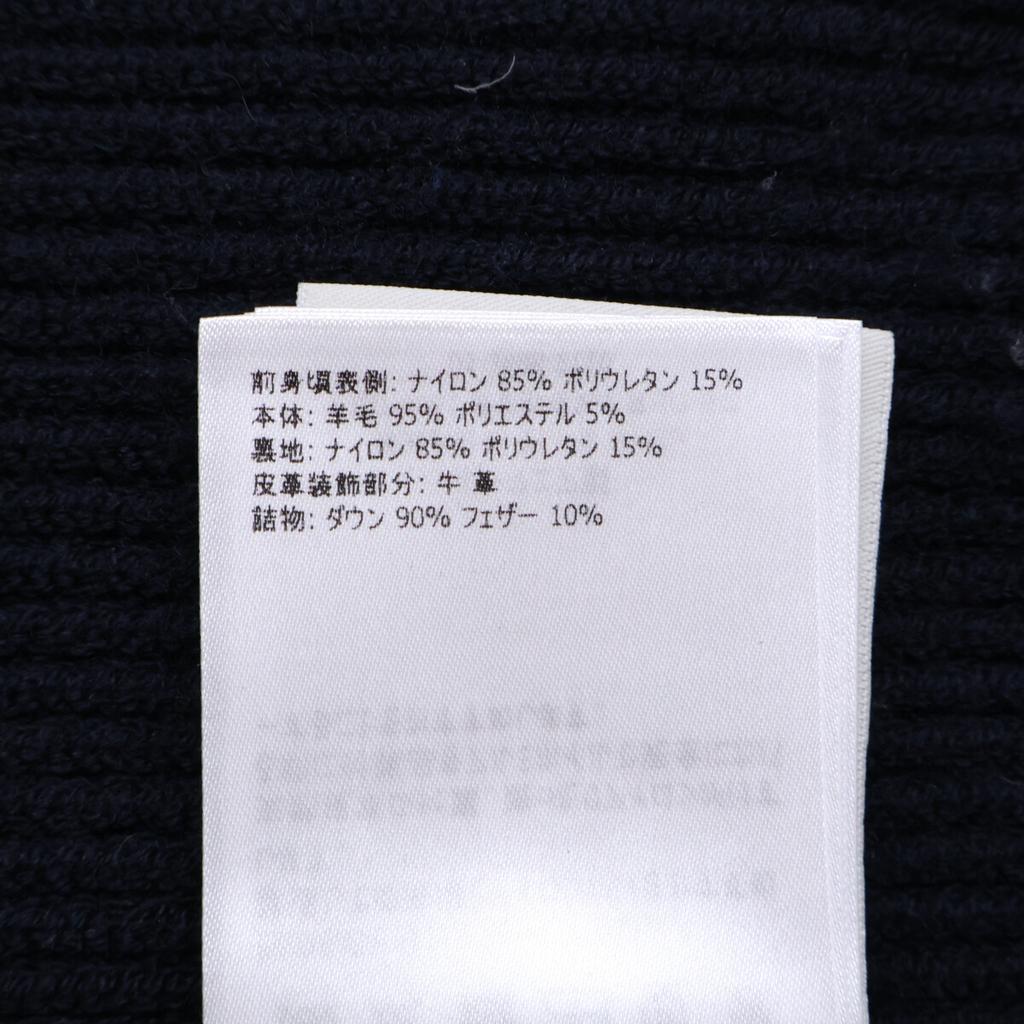 前身頃表側: ナイロン 85% ポリウレタン 15%
本体: 羊毛 95% ポリエステル 5%
裏地: ナイロン 85% ポリウレタン 15%
皮革装飾部分: 牛 革
詰物: ダウン 90% フェザー 10%